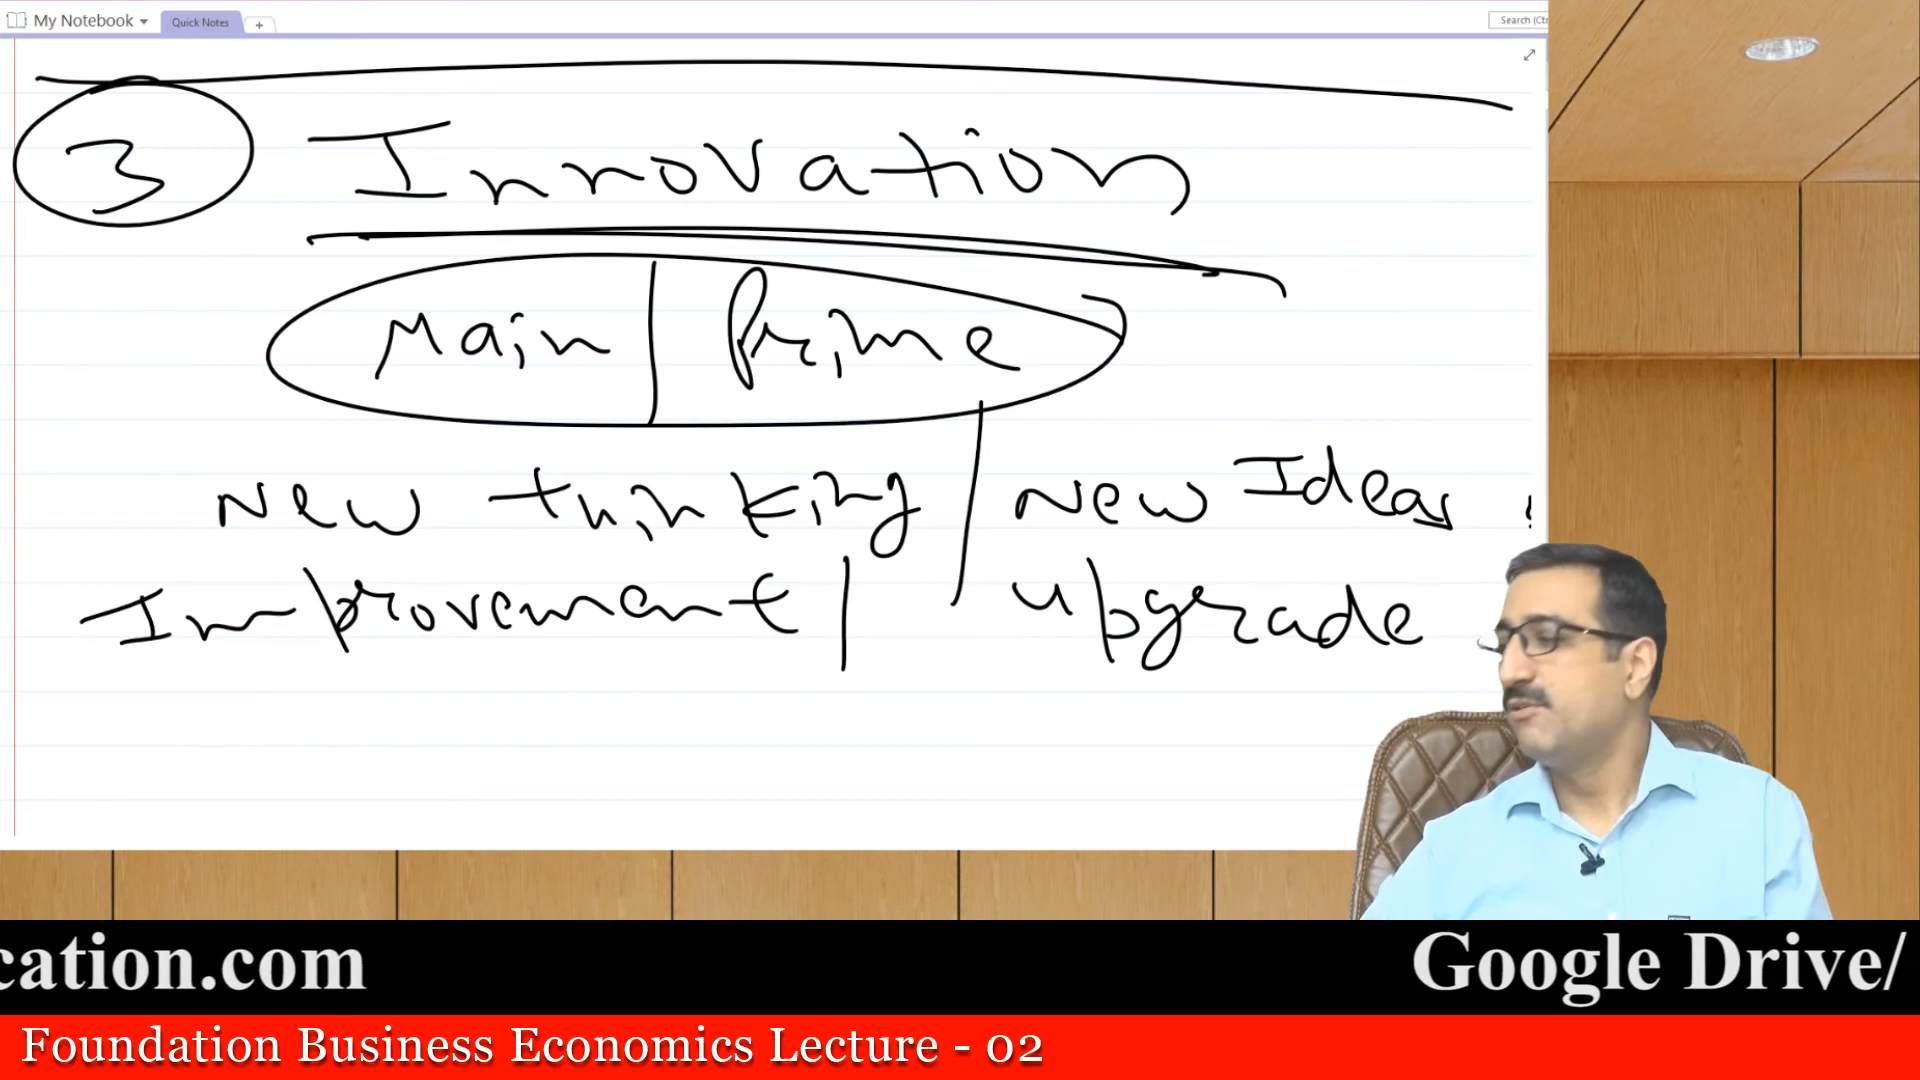 My Notebook
Quick Notes
+
Search (Ct
3 Innovation
Main | Prime
New thinking / New Ideas
Improvement | upgrade
cation.com Google Drive/
Foundation Business Economics Lecture - 02